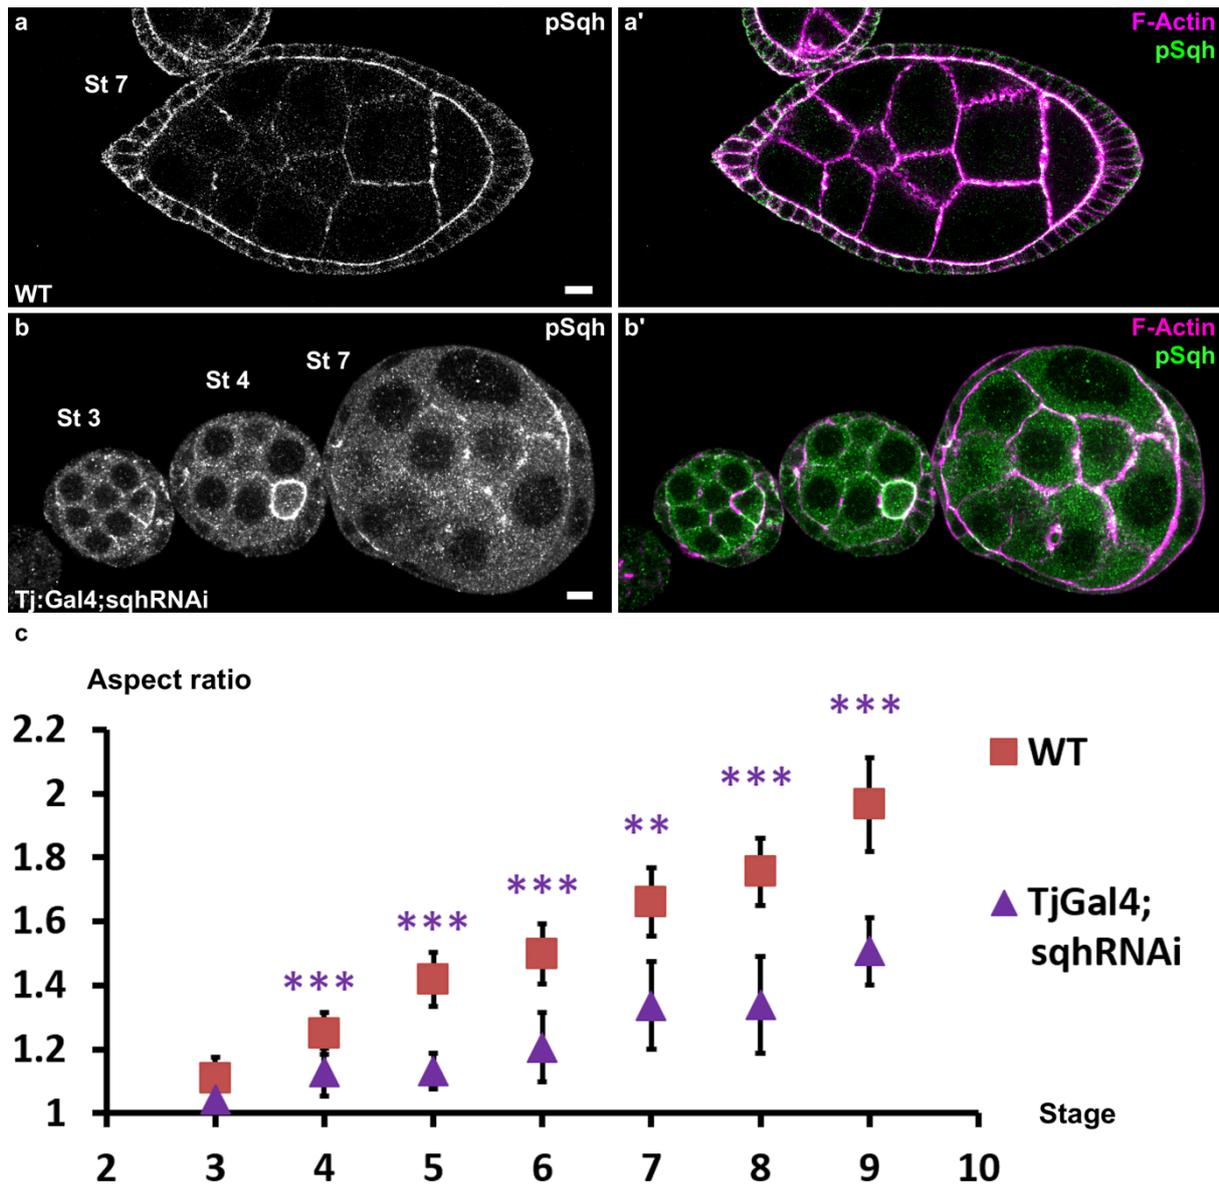 a pSqh
St 7
WT
a' F-Actin
pSqh
b pSqh
St 7
St 4
St 3
Tj:Gal4;sqhRNAi
b' F-Actin
pSqh
c
Aspect ratio
2.2
2
1.8
1.6
1.4
1.2
1
***
***
***
**
***
***
WT
TjGal4;
sqhRNAi
Stage
2 3 4 5 6 7 8 9 10